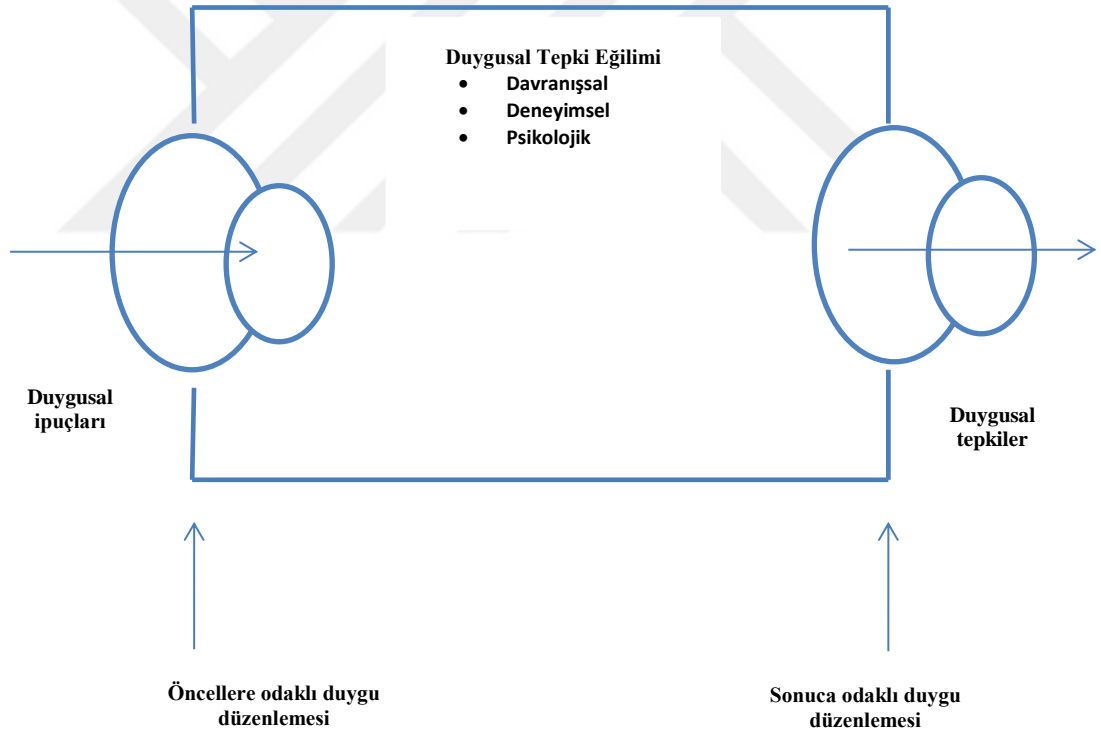 Duygusal Tepki Eğilimi
• Davranışsal
• Deneyimsel
• Psikolojik
Duygusal
ipuçları
Duygusal
tepkiler
Öncellere odaklı duygu
düzenlemesi
Sonuca odaklı duygu
düzenlemesi